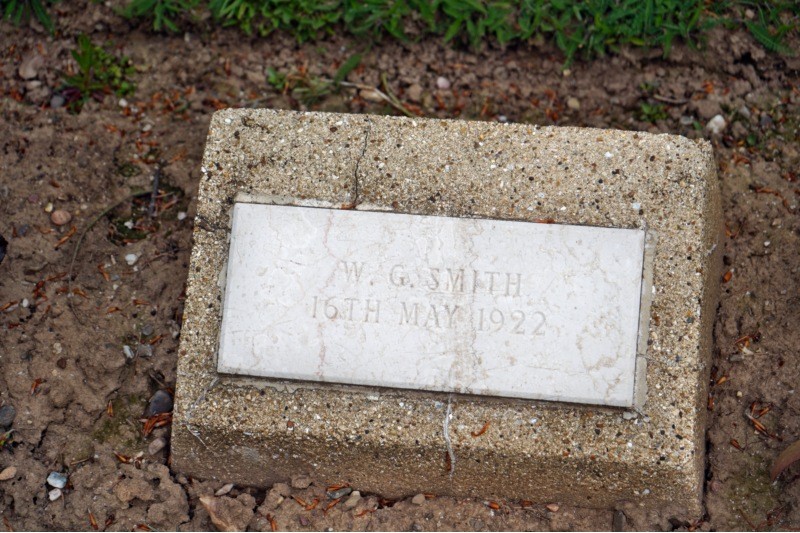 W. G. SMITH
16TH MAY 1922